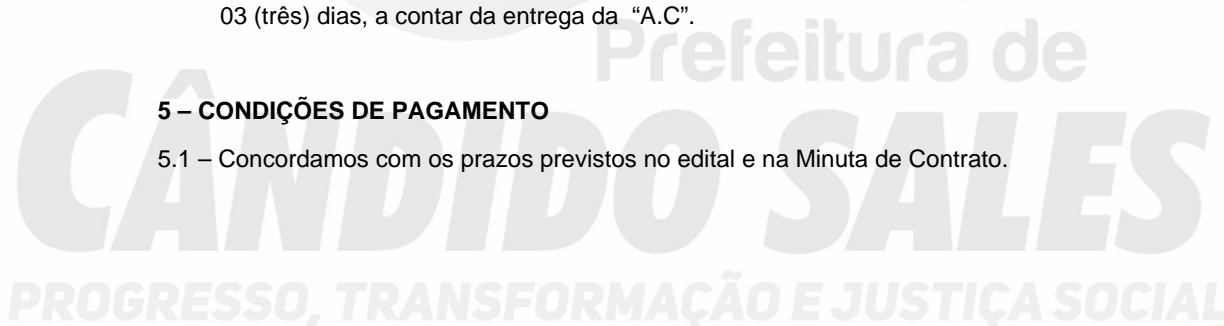 03 (três) dias, a contar da entrega da “A.C”.
Prefeitura de
5 – CONDIÇÕES DE PAGAMENTO
5.1 – Concordamos com os prazos previstos no edital e na Minuta de Contrato.
CÂNDIDO SALES
PROGRESSO, TRANSFORMAÇÃO E JUSTIÇA SOCIAL